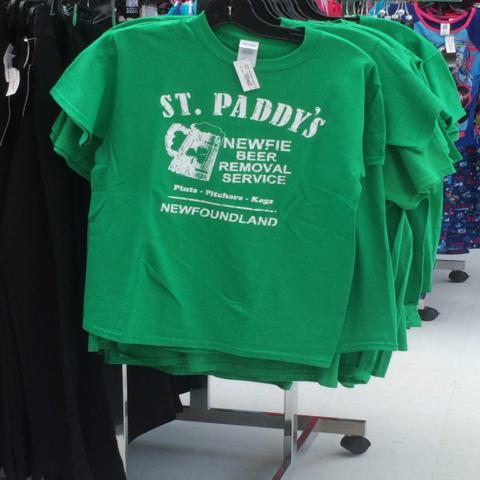 ST. PADDY'S
NEWFIE
BEER
REMOVAL
SERVICE
Pints - Pitchers - Kegs
NEWFOUNDLAND